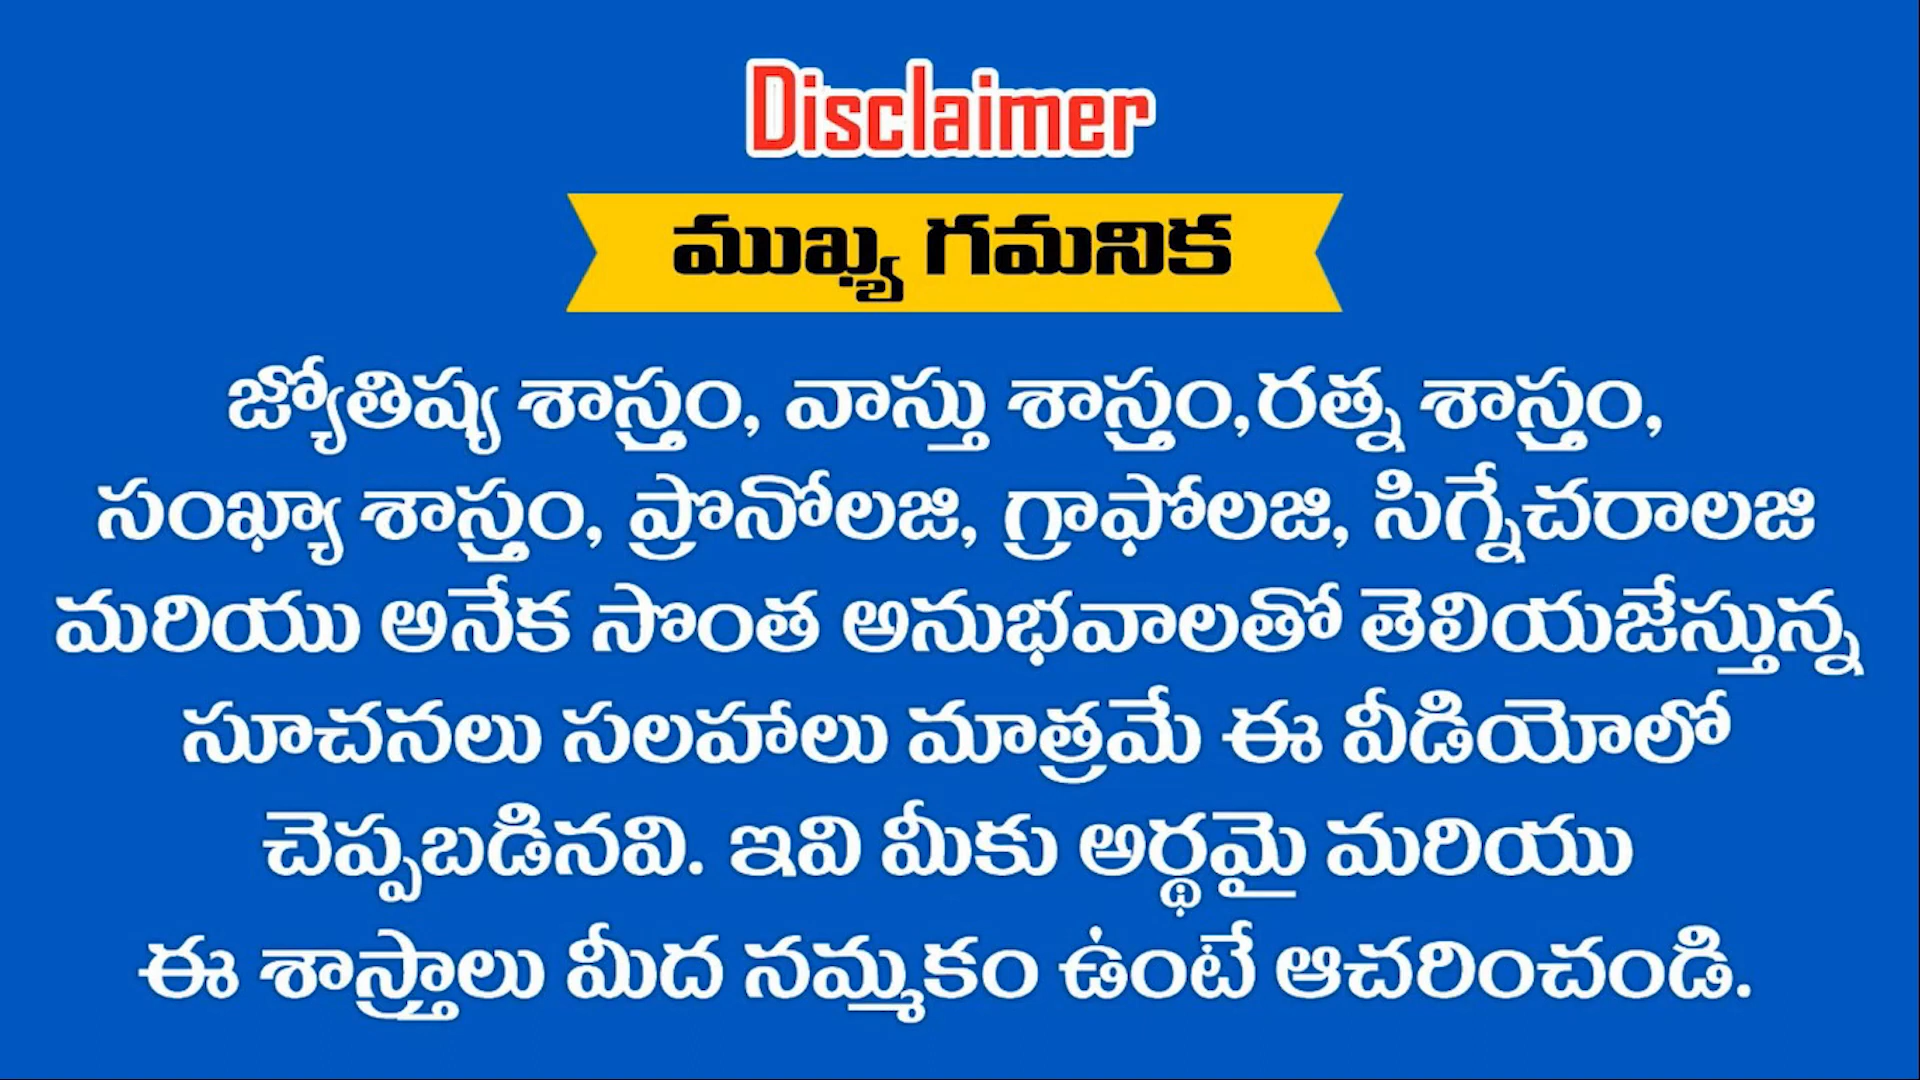 Disclaimer
ముఖ్య గమనిక
జ్యోతిష్య శాస్త్రం, వాస్తు శాస్త్రం,రత్న శాస్త్రం,
సంఖ్యా శాస్త్రం, ప్రొనోలజి, గ్రాఫోలజి, సిగ్నేచరాలజి
మరియు అనేక సొంత అనుభవాలతో తెలియజేస్తున్న
సూచనలు సలహాలు మాత్రమే ఈ వీడియోలో
చెప్పబడినవి. ఇవి మీకు అర్థమై మరియు
ఈ శాస్త్రాలు మీద నమ్మకం ఉంటే ఆచరించండి.